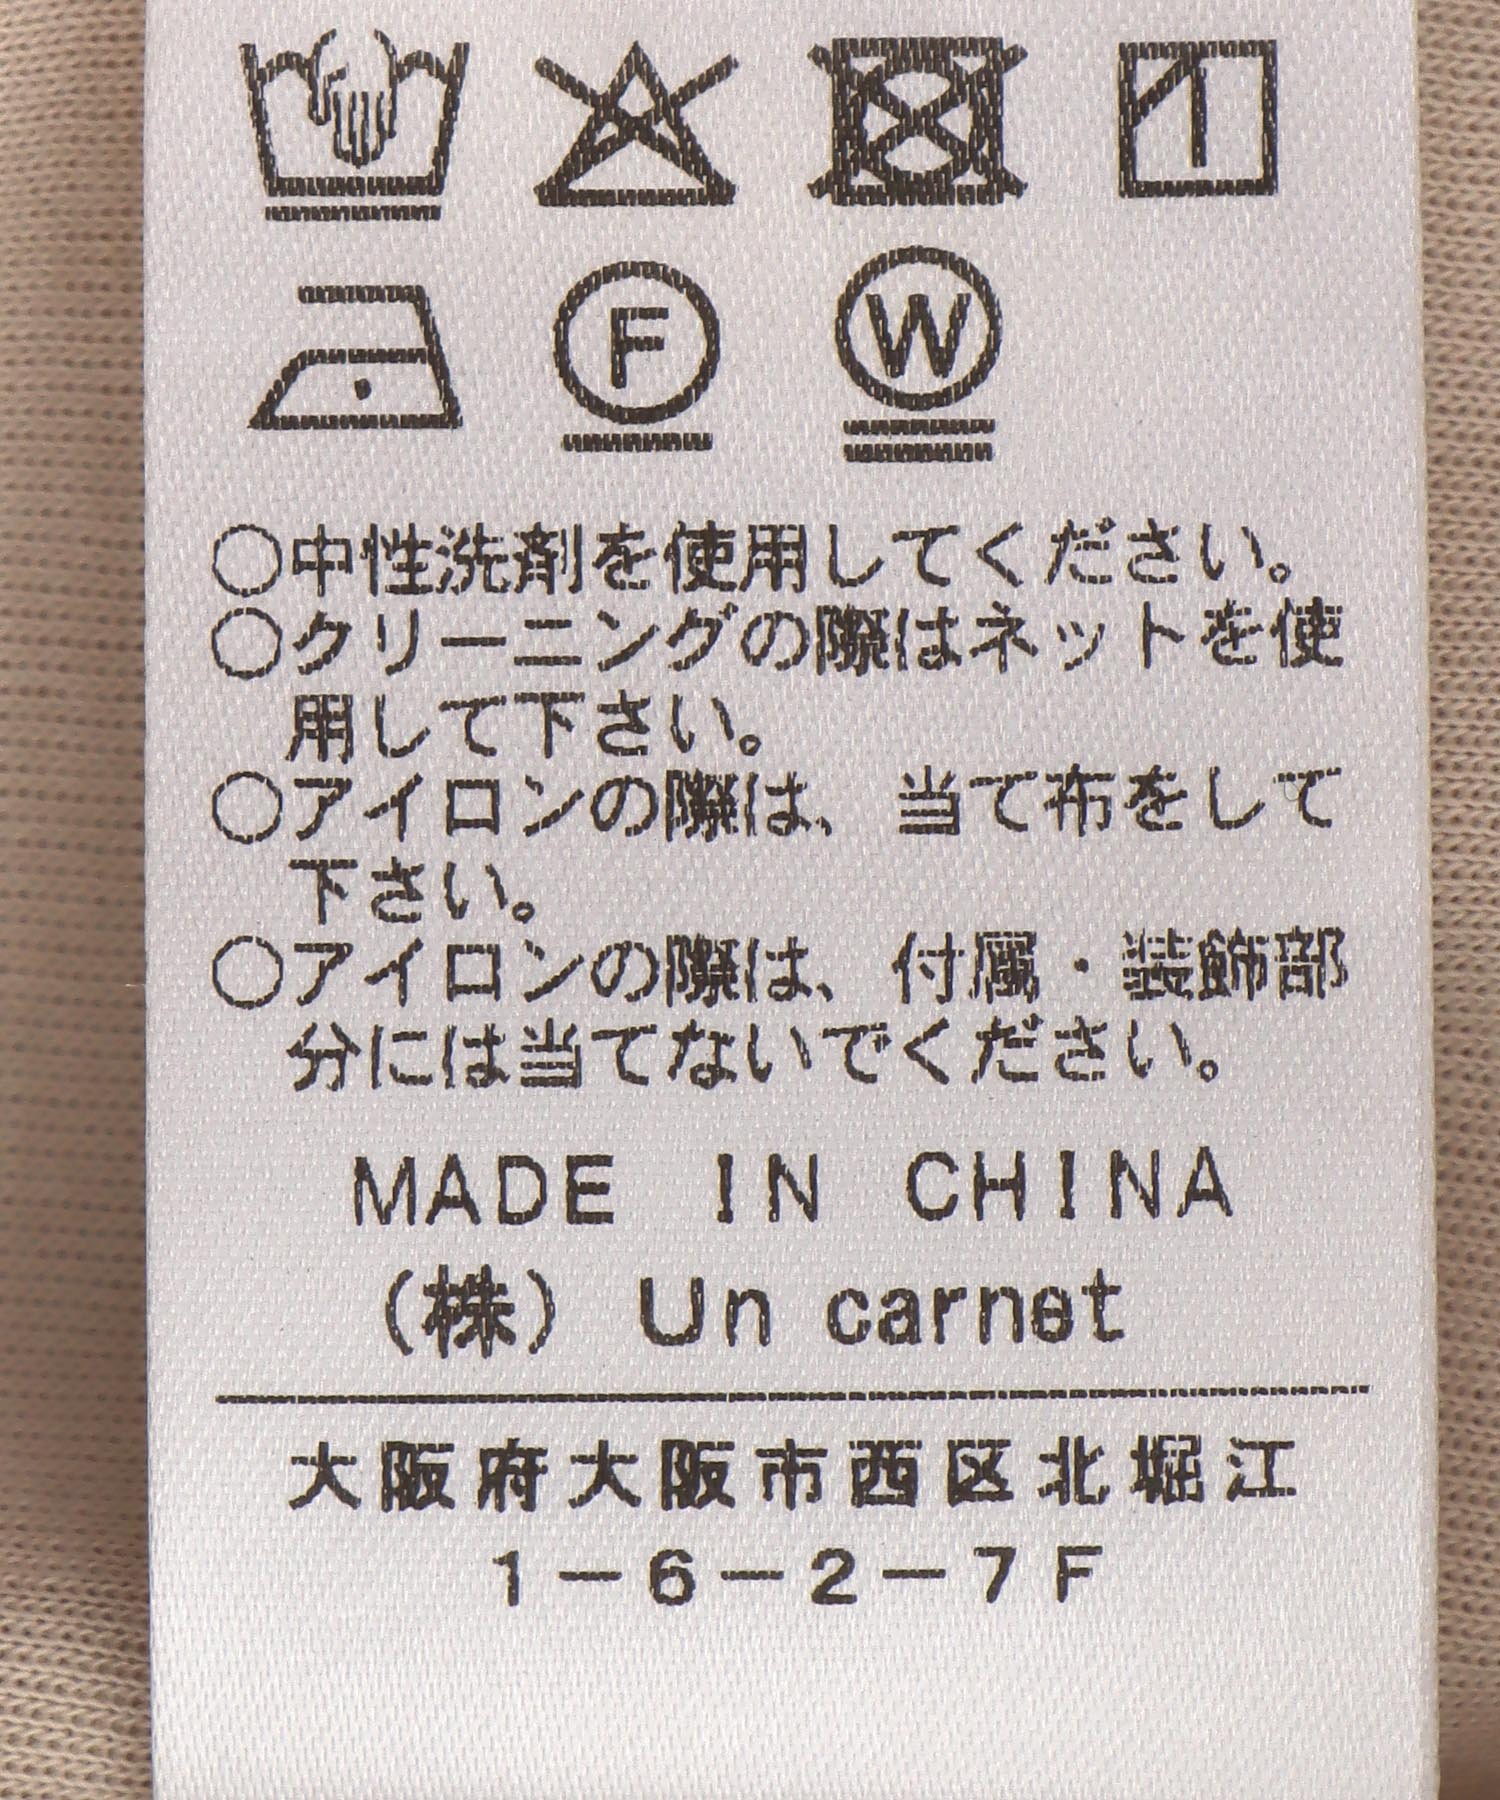 F W
○中性洗剤を使用してください。
○クリーニングの際はネットを使
用して下さい。
○アイロンの際は、当て布をして
下さい。
○アイロンの際は、付属・装飾部
分には当てないでください。
MADE IN CHINA
(株) Un carnet
大阪府大阪市西区北堀江
1-6-2-7F